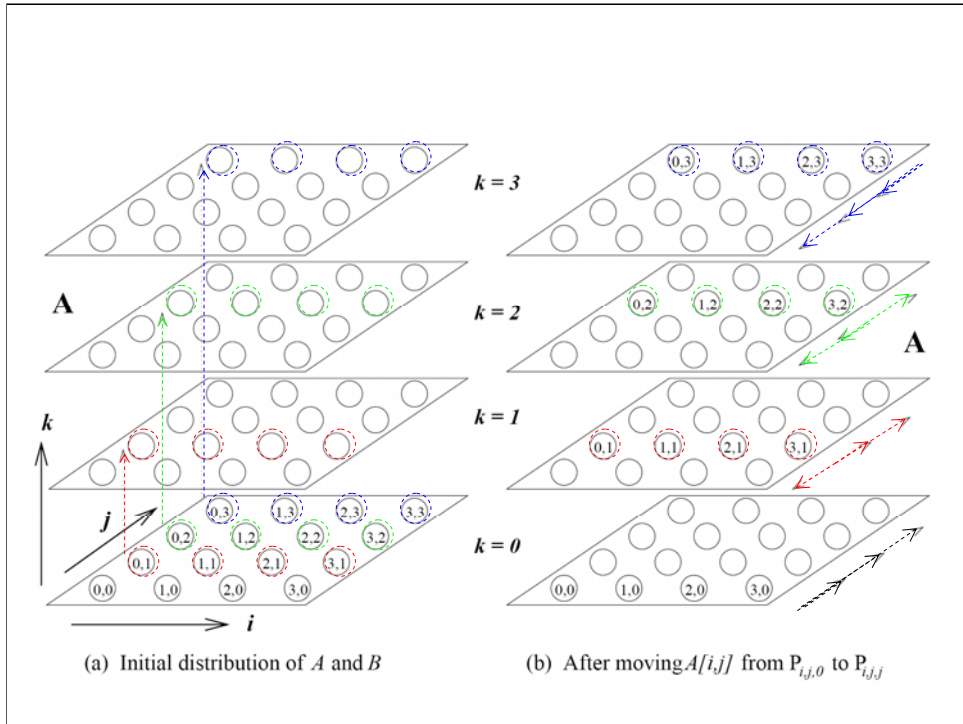 0,3 1,3 2,3 3,3
k = 3
A
k = 2
0,2 1,2 2,2 3,2
A
k
k = 1
0,1 1,1 2,1 3,1
j
0,3 1,3 2,3 3,3
0,2 1,2 2,2 3,2
k = 0
0,1 1,1 2,1 3,1
0,0 1,0 2,0 3,0
0,0 1,0 2,0 3,0
i
(a) Initial distribution of A and B
(b) After moving A[i,j] from P_{i,j,0} to P_{i,j,j}